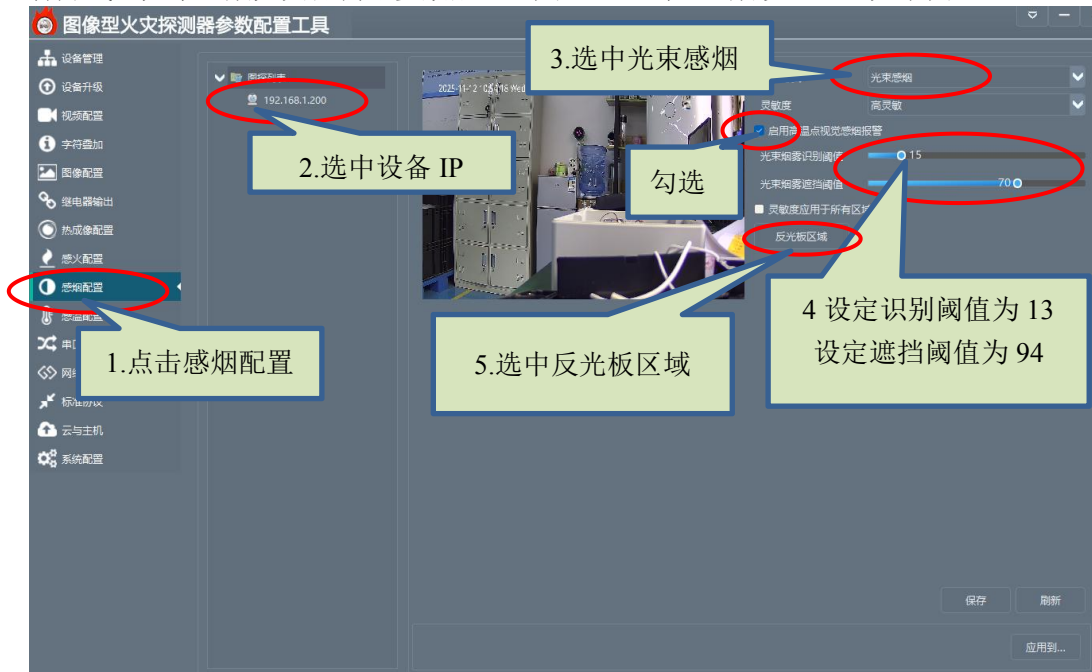 图像型火灾探测器参数配置工具
设备管理
设备升级
视频配置
字符叠加
图像配置
继电器输出
热成像配置
感火配置
感烟配置
标准协议
云与主机
系统配置
192.168.1.200
1.点击感烟配置
2.选中设备 IP
3.选中光束感烟
光束感烟
灵敏度
高灵敏
启用高温点视觉感烟报警
光束烟雾识别阈值
15
光束烟雾遮挡阈值
70
灵敏度应用于所有区域
反光板区域
勾选
4 设定识别阈值为 13
设定遮挡阈值为 94
5.选中反光板区域
保存
刷新
应用到...